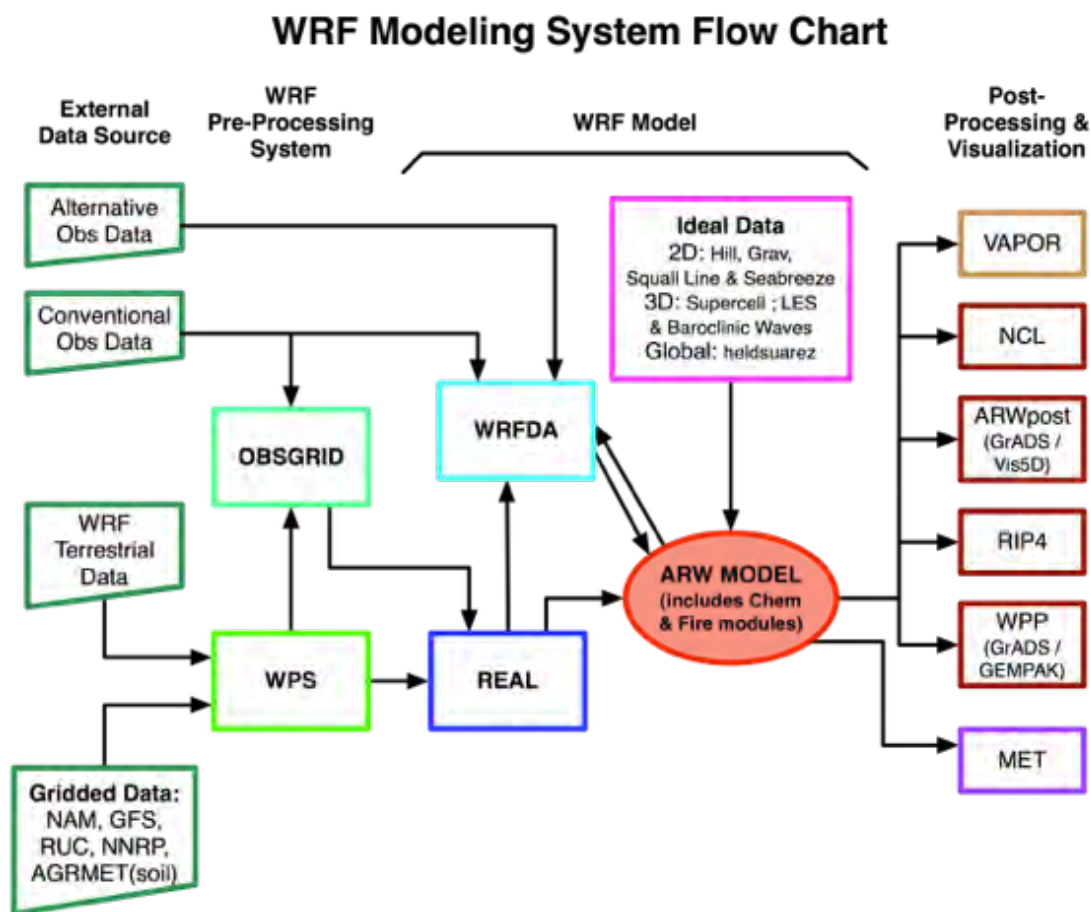 WRF Modeling System Flow Chart
External
Data Source
WRF
Pre-Processing
System
WRF Model
Post-
Processing &
Visualization
Alternative
Obs Data
Conventional
Obs Data
WRF
Terrestrial
Data
Gridded Data:
NAM, GFS,
RUC, NNRP,
AGRMET(soil)
OBSGRID
WPS
WRFDA
REAL
Ideal Data
2D: Hill, Grav,
Squall Line & Seabreeze
3D: Supercell ; LES
& Baroclinic Waves
Global: heldsuarez
ARW MODEL
(includes Chem
& Fire modules)
VAPOR
NCL
ARWpost
(GrADS /
Vis5D)
RIP4
WPP
(GrADS /
GEMPAK)
MET